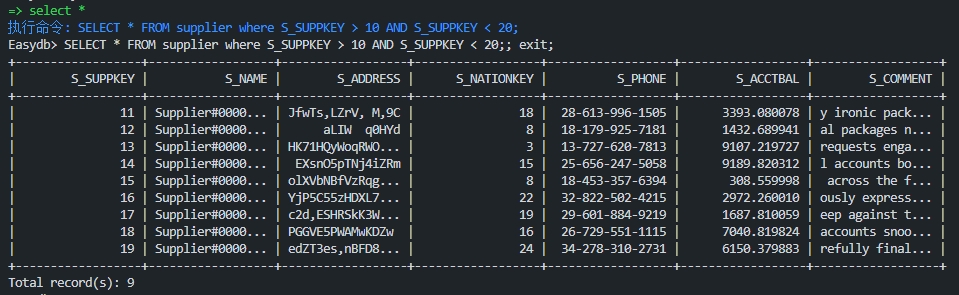 => select *
执行命令: SELECT * FROM supplier where S_SUPPKEY > 10 AND S_SUPPKEY < 20;
Easydb> SELECT * FROM supplier where S_SUPPKEY > 10 AND S_SUPPKEY < 20;; exit;
| S_SUPPKEY | S_NAME | S_ADDRESS | S_NATIONKEY | S_PHONE | S_ACCTBAL | S_COMMENT |
| 11 | Supplier#0000... | JfwTs,LZrV, M,9C | 18 | 28-613-996-1505 | 3393.080078 | y ironic pack... |
| 12 | Supplier#0000... | aLIW  q0HYd | 8 | 18-179-925-7181 | 1432.689941 | al packages n... |
| 13 | Supplier#0000... | HK71HQyWoqRWO... | 3 | 13-727-620-7813 | 9107.219727 | requests enga... |
| 14 | Supplier#0000... | EXsnO5pTNj4iZRm | 15 | 25-656-247-5058 | 9189.820312 | l accounts bo... |
| 15 | Supplier#0000... | olXVbNBfVzRqg... | 8 | 18-453-357-6394 | 308.559998 | across the f... |
| 16 | Supplier#0000... | YjP5C55zHDXL7... | 22 | 32-822-502-4215 | 2972.260010 | ously express... |
| 17 | Supplier#0000... | c2d,ESHRSkK3W... | 19 | 29-601-884-9219 | 1687.810059 | eep against t... |
| 18 | Supplier#0000... | PGGVE5PWAMwKDZw | 16 | 26-729-551-1115 | 7040.819824 | accounts snoo... |
| 19 | Supplier#0000... | edZT3es,nBFD8... | 24 | 34-278-310-2731 | 6150.379883 | refully final... |
Total record(s): 9